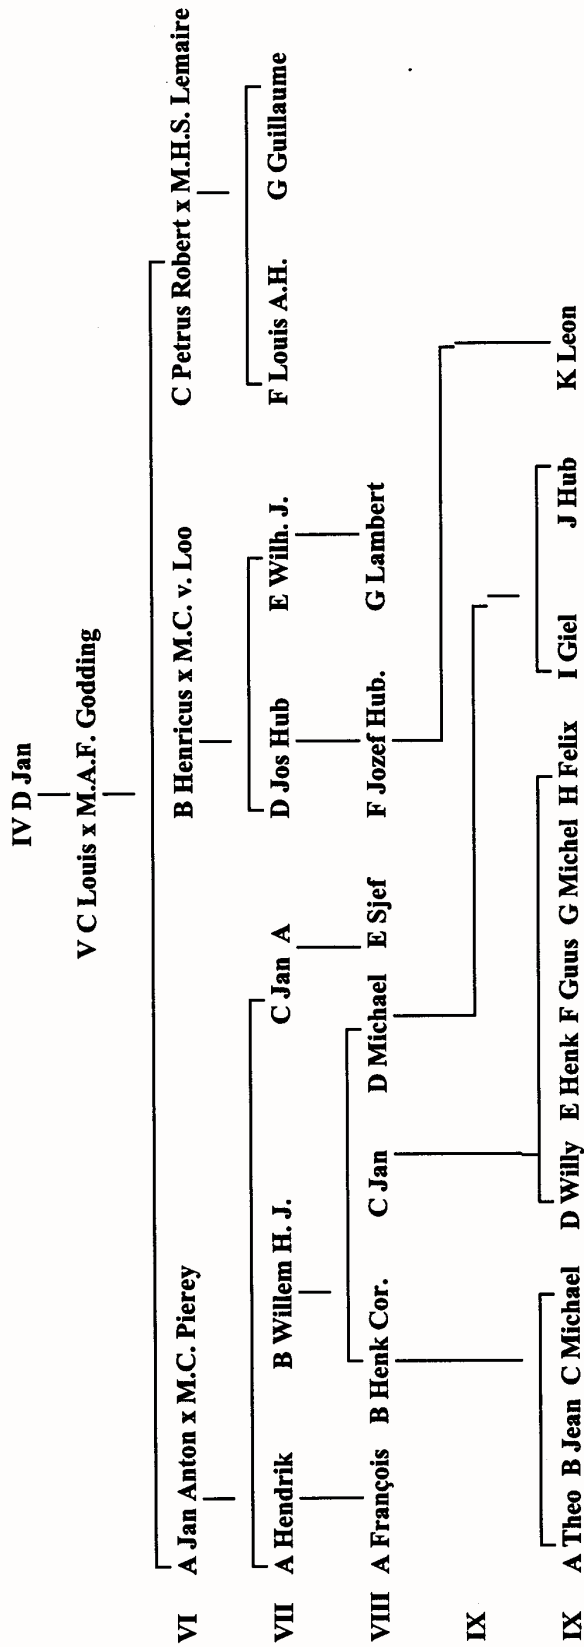 IV D Jan
V C Louis x M.A.F. Godding
VI A Jan Anton x M.C. Pierey B Henricus x M.C. v. Loo C Petrus Robert x M.H.S. Lemaire
VII A Hendrik B Willem H. J. C Jan A D Jos Hub E Wilh. J. F Louis A.H. G Guillaume
VIII A François B Henk Cor. C Jan D Michael E Sjef F Jozef Hub. G Lambert
IX
IX A Theo B Jean C Michael D Willy E Henk F Guus G Michel H Felix I Giel J Hub K Leon